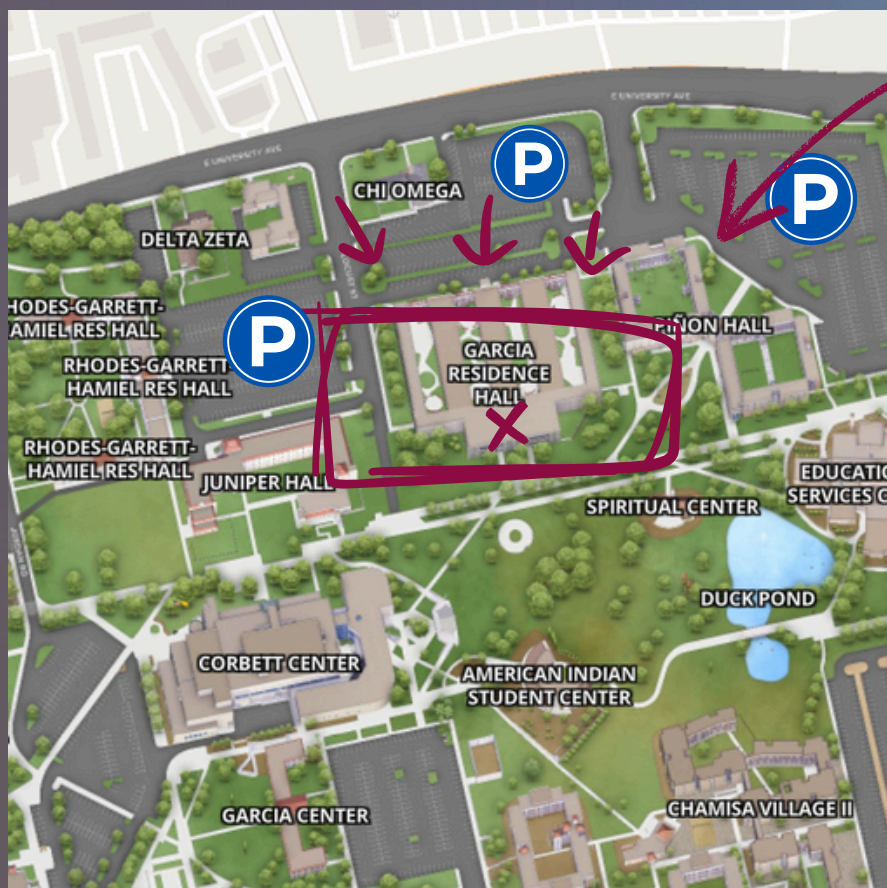 E UNIVERSITY AVE
E UNIVERSITY AVE
P
CHI OMEGA
P
DELTA ZETA
HODES-GARRETT-
HAMIEL RES HALL
P
PIÑON HALL
GARCIA
RESIDENCE
HALL
RHODES-GARRETT-
HAMIEL RES HALL
RHODES-GARRETT-
HAMIEL RES HALL
JUNIPER HALL
EDUCATIO
SERVICES C
SPIRITUAL CENTER
DUCK POND
CORBETT CENTER
AMERICAN INDIAN
STUDENT CENTER
GARCIA CENTER
CHAMISA VILLAGE II